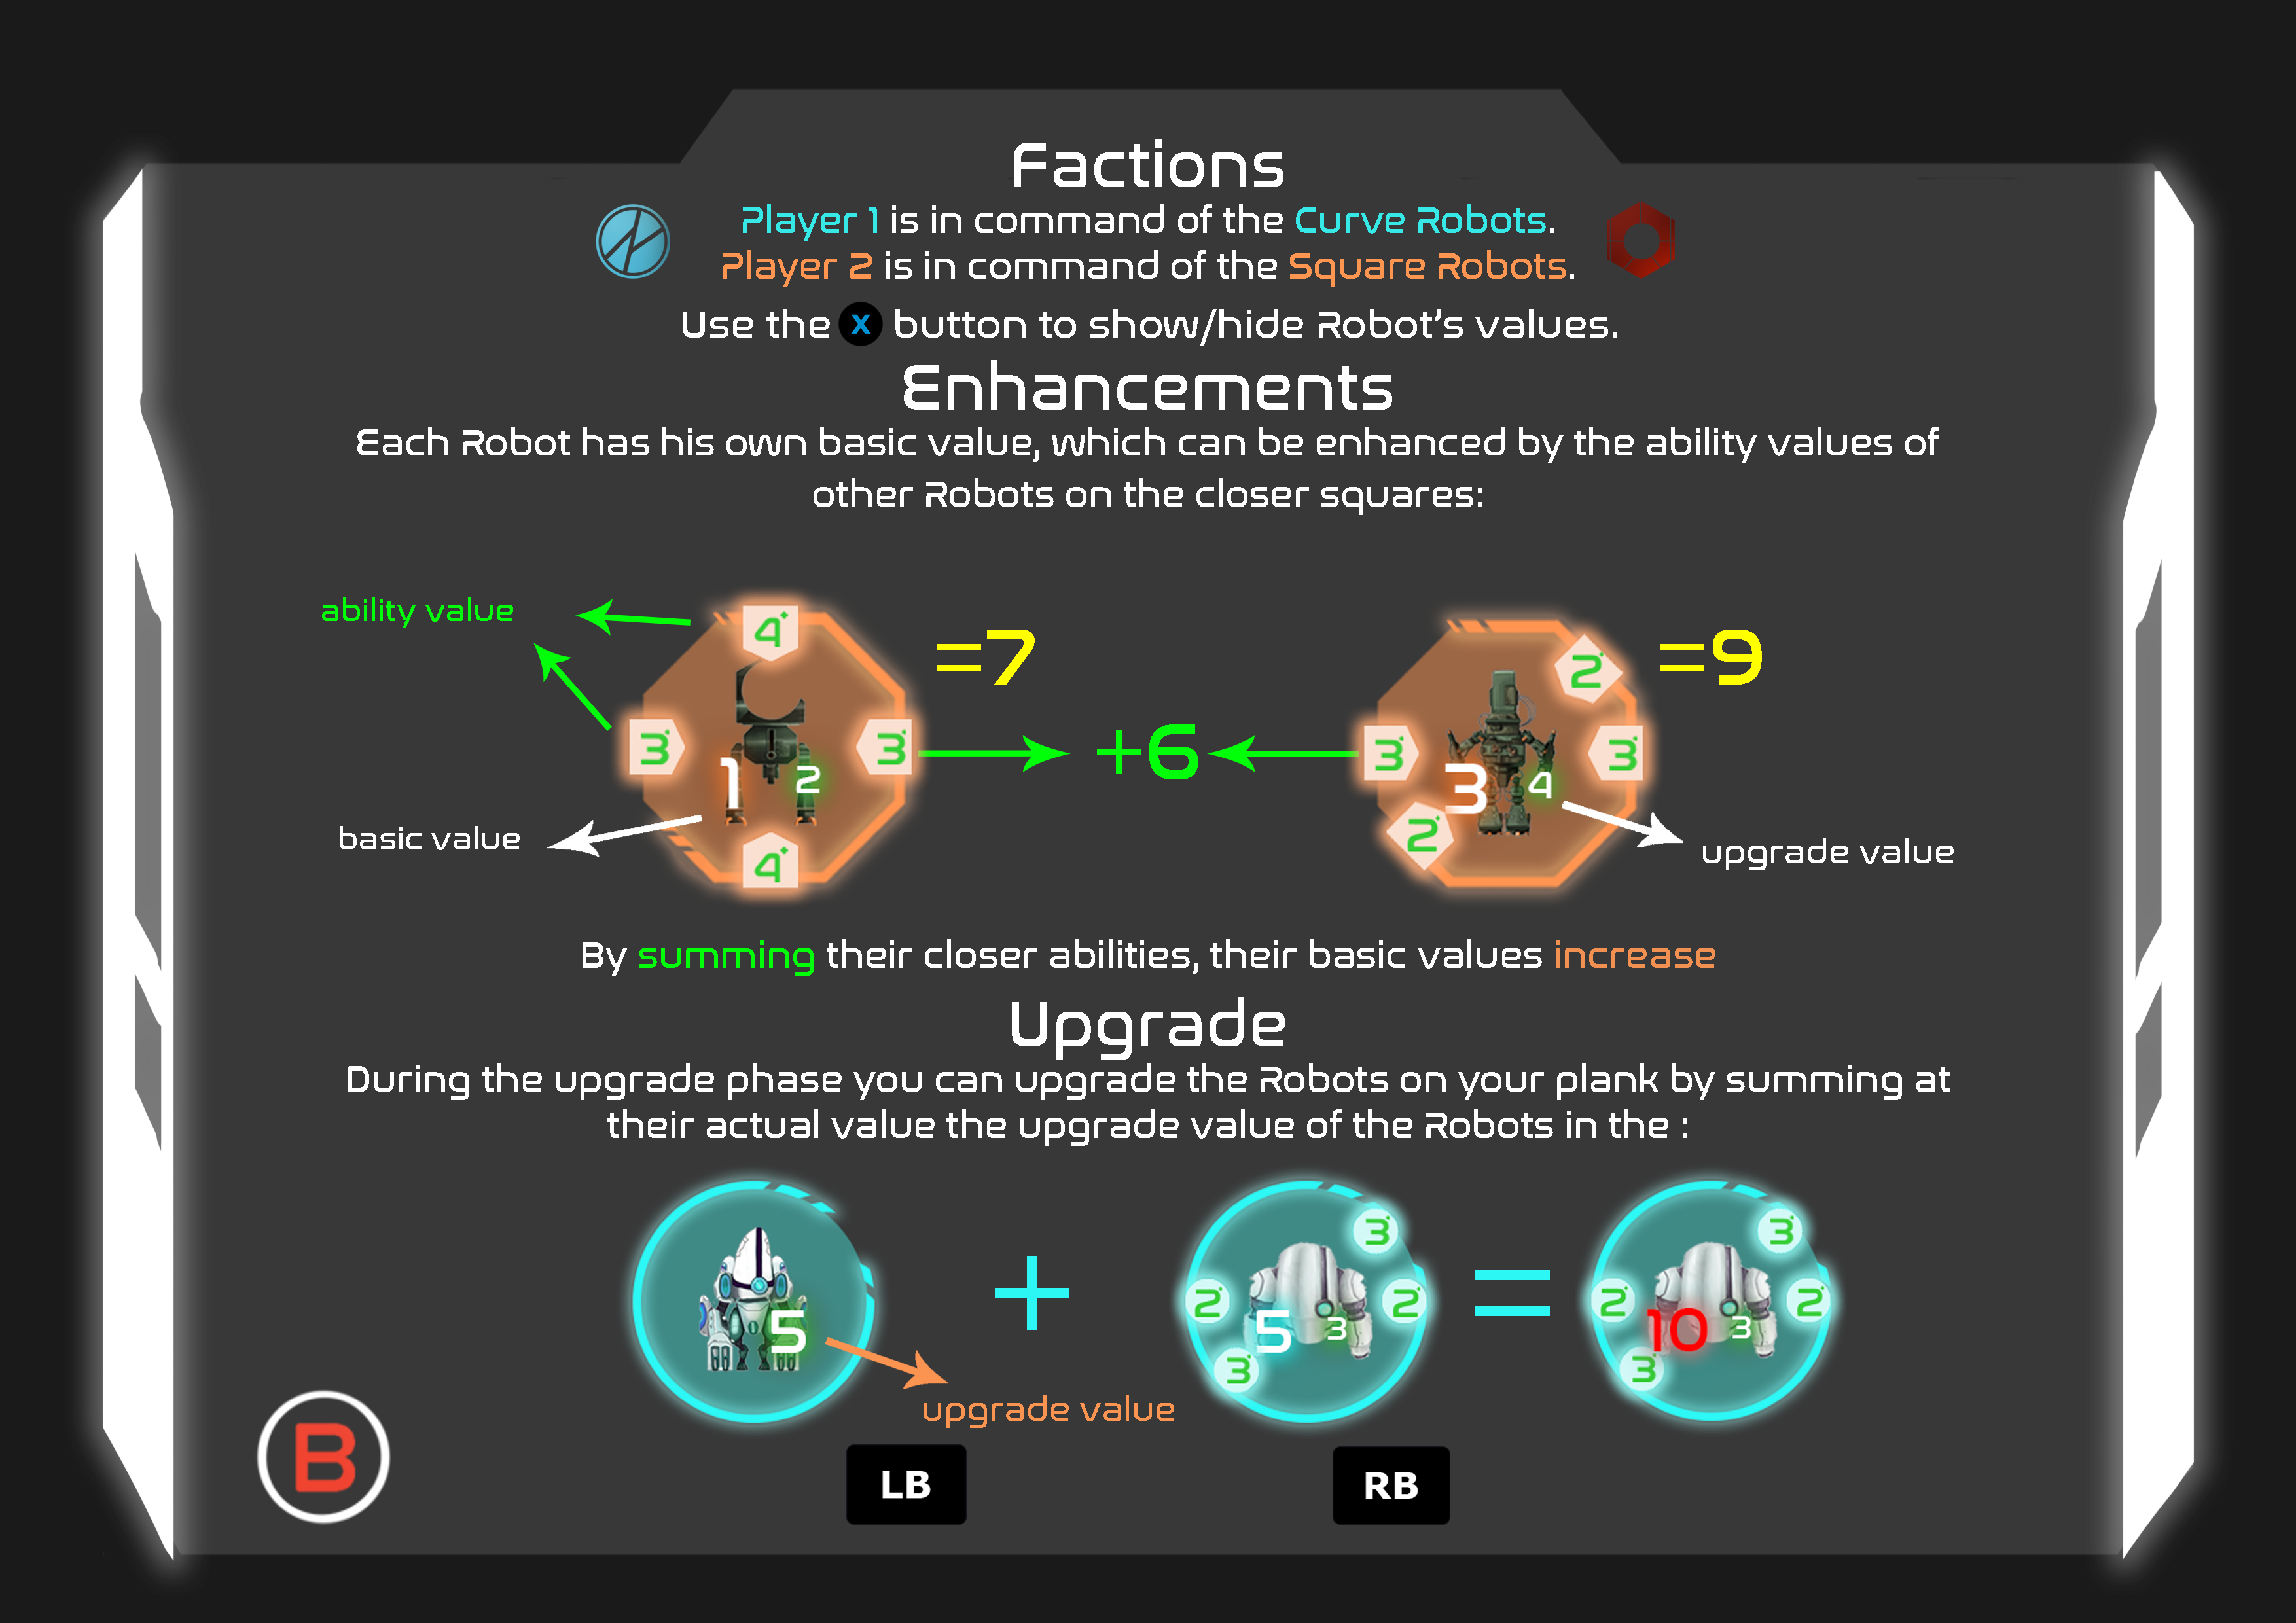 Factions
Player 1 is in command of the Curve Robots.
Player 2 is in command of the Square Robots.
Use the X button to show/hide Robot's values.
Enhancements
Each Robot has his own basic value, which can be enhanced by the ability values of
other Robots on the closer squares:
ability value
4+
=7
2+
=9
3+
3+
+6
3+
3+
1
2
3
4
basic value
4+
2+
upgrade value
By summing their closer abilities, their basic values increase
Upgrade
During the upgrade phase you can upgrade the Robots on your plank by summing at
their actual value the upgrade value of the Robots in the :
5
+
3+
2+
2+
5
3
3+
=
3+
2+
2+
10
3
3+
upgrade value
B
LB
RB